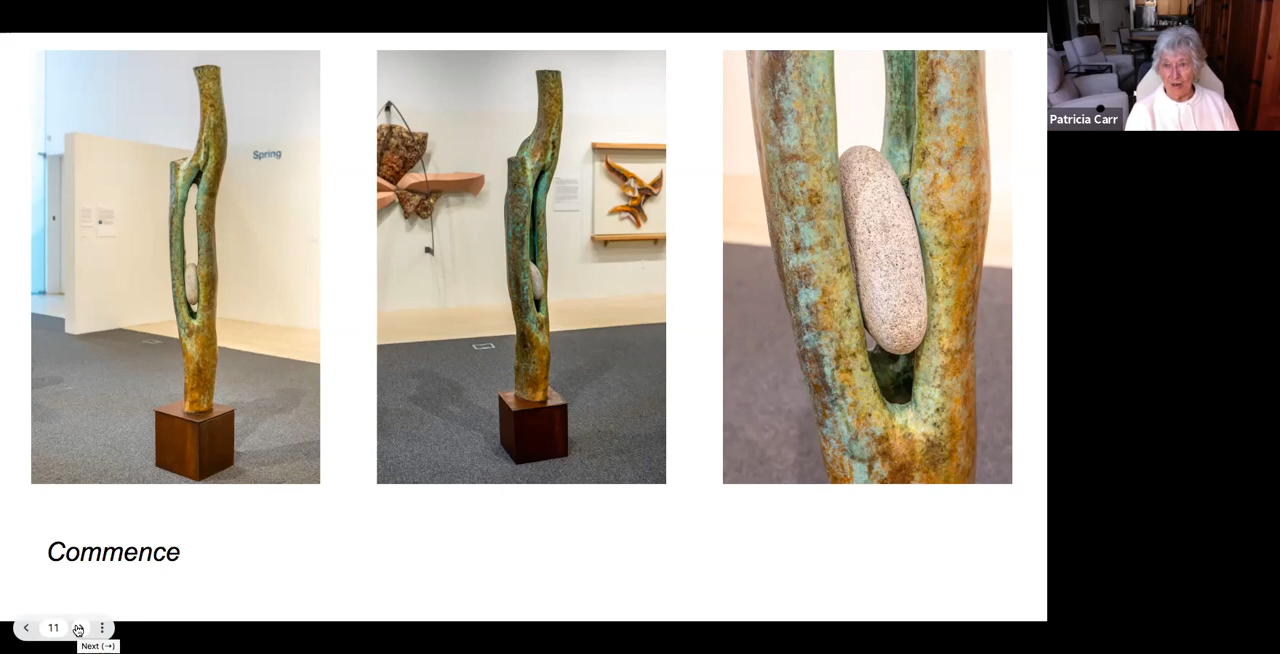 Spring
Patricia Carr
Commence
11
Next (→)